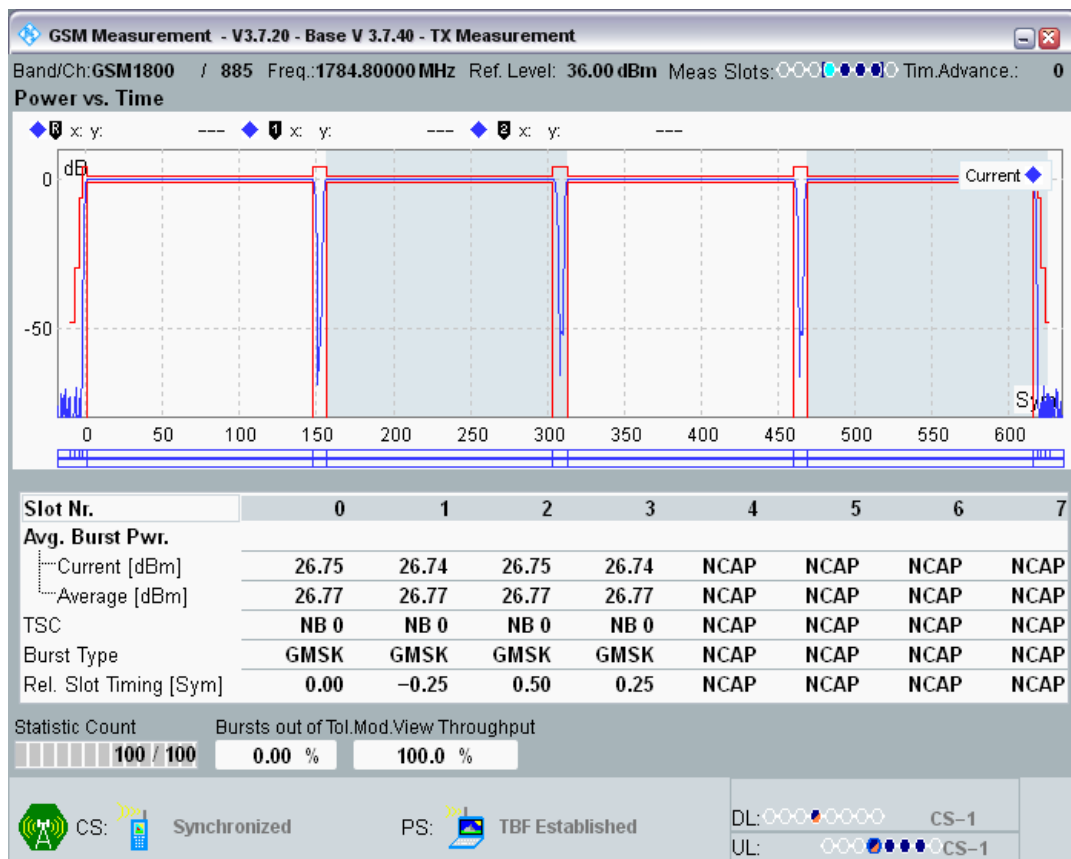 GSM Measurement - V3.7.20 - Base V 3.7.40 - TX Measurement
Band/Ch:GSM1800 / 885 Freq.:1784.80000 MHz Ref. Level: 36.00 dBm Meas Slots: Tim.Advance.: 0
Power vs. Time
R x: y: --- 1 x: y: --- 2 x: y: ---
dB
0
Current
-50
Sym
0 50 100 150 200 250 300 350 400 450 500 550 600
Slot Nr. 0 1 2 3 4 5 6 7
Avg. Burst Pwr.
Current [dBm] 26.75 26.74 26.75 26.74 NCAP NCAP NCAP NCAP
Average [dBm] 26.77 26.77 26.77 26.77 NCAP NCAP NCAP NCAP
TSC NB 0 NB 0 NB 0 NB 0 NCAP NCAP NCAP NCAP
Burst Type GMSK GMSK GMSK GMSK NCAP NCAP NCAP NCAP
Rel. Slot Timing [Sym] 0.00 −0.25 0.50 0.25 NCAP NCAP NCAP NCAP
Statistic Count Bursts out of Tol.Mod.View Throughput
100 / 100 0.00 % 100.0 %
CS: Synchronized PS: TBF Established
DL: CS−1
UL: CS−1